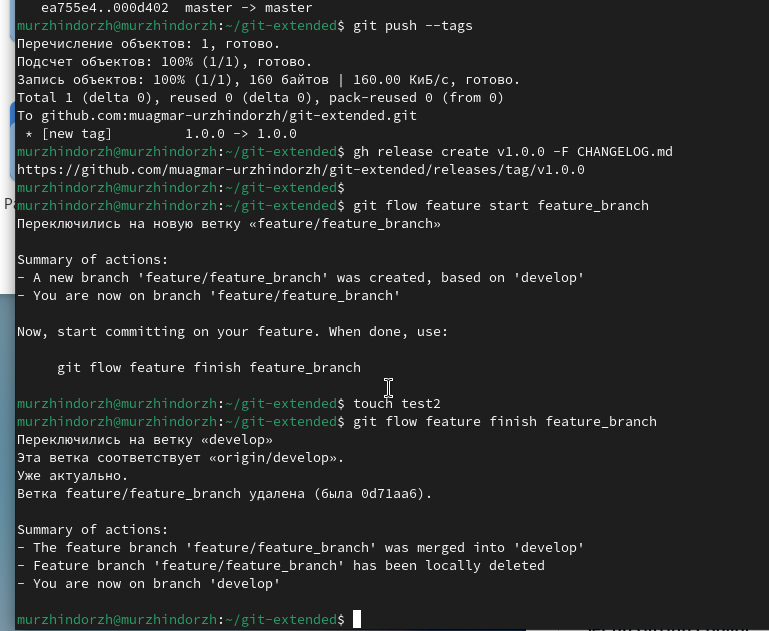 ea755e4..000d402  master -> master
murzhindorzh@murzhindorzh:~/git-extended$ git push --tags
Перечисление объектов: 1, готово.
Подсчет объектов: 100% (1/1), готово.
Запись объектов: 100% (1/1), 160 байтов | 160.00 КиБ/с, готово.
Total 1 (delta 0), reused 0 (delta 0), pack-reused 0 (from 0)
To github.com:muagmar-urzhindorzh/git-extended.git
 * [new tag]         1.0.0 -> 1.0.0
murzhindorzh@murzhindorzh:~/git-extended$ gh release create v1.0.0 -F CHANGELOG.md
https://github.com/muagmar-urzhindorzh/git-extended/releases/tag/v1.0.0
murzhindorzh@murzhindorzh:~/git-extended$
murzhindorzh@murzhindorzh:~/git-extended$ git flow feature start feature_branch
Переключились на новую ветку «feature/feature_branch»
Summary of actions:
- A new branch 'feature/feature_branch' was created, based on 'develop'
- You are now on branch 'feature/feature_branch'
Now, start committing on your feature. When done, use:
     git flow feature finish feature_branch
murzhindorzh@murzhindorzh:~/git-extended$ touch test2
murzhindorzh@murzhindorzh:~/git-extended$ git flow feature finish feature_branch
Переключились на ветку «develop»
Эта ветка соответствует «origin/develop».
Уже актуально.
Ветка feature/feature_branch удалена (была 0d71aa6).
Summary of actions:
- The feature branch 'feature/feature_branch' was merged into 'develop'
- Feature branch 'feature/feature_branch' has been locally deleted
- You are now on branch 'develop'
murzhindorzh@murzhindorzh:~/git-extended$